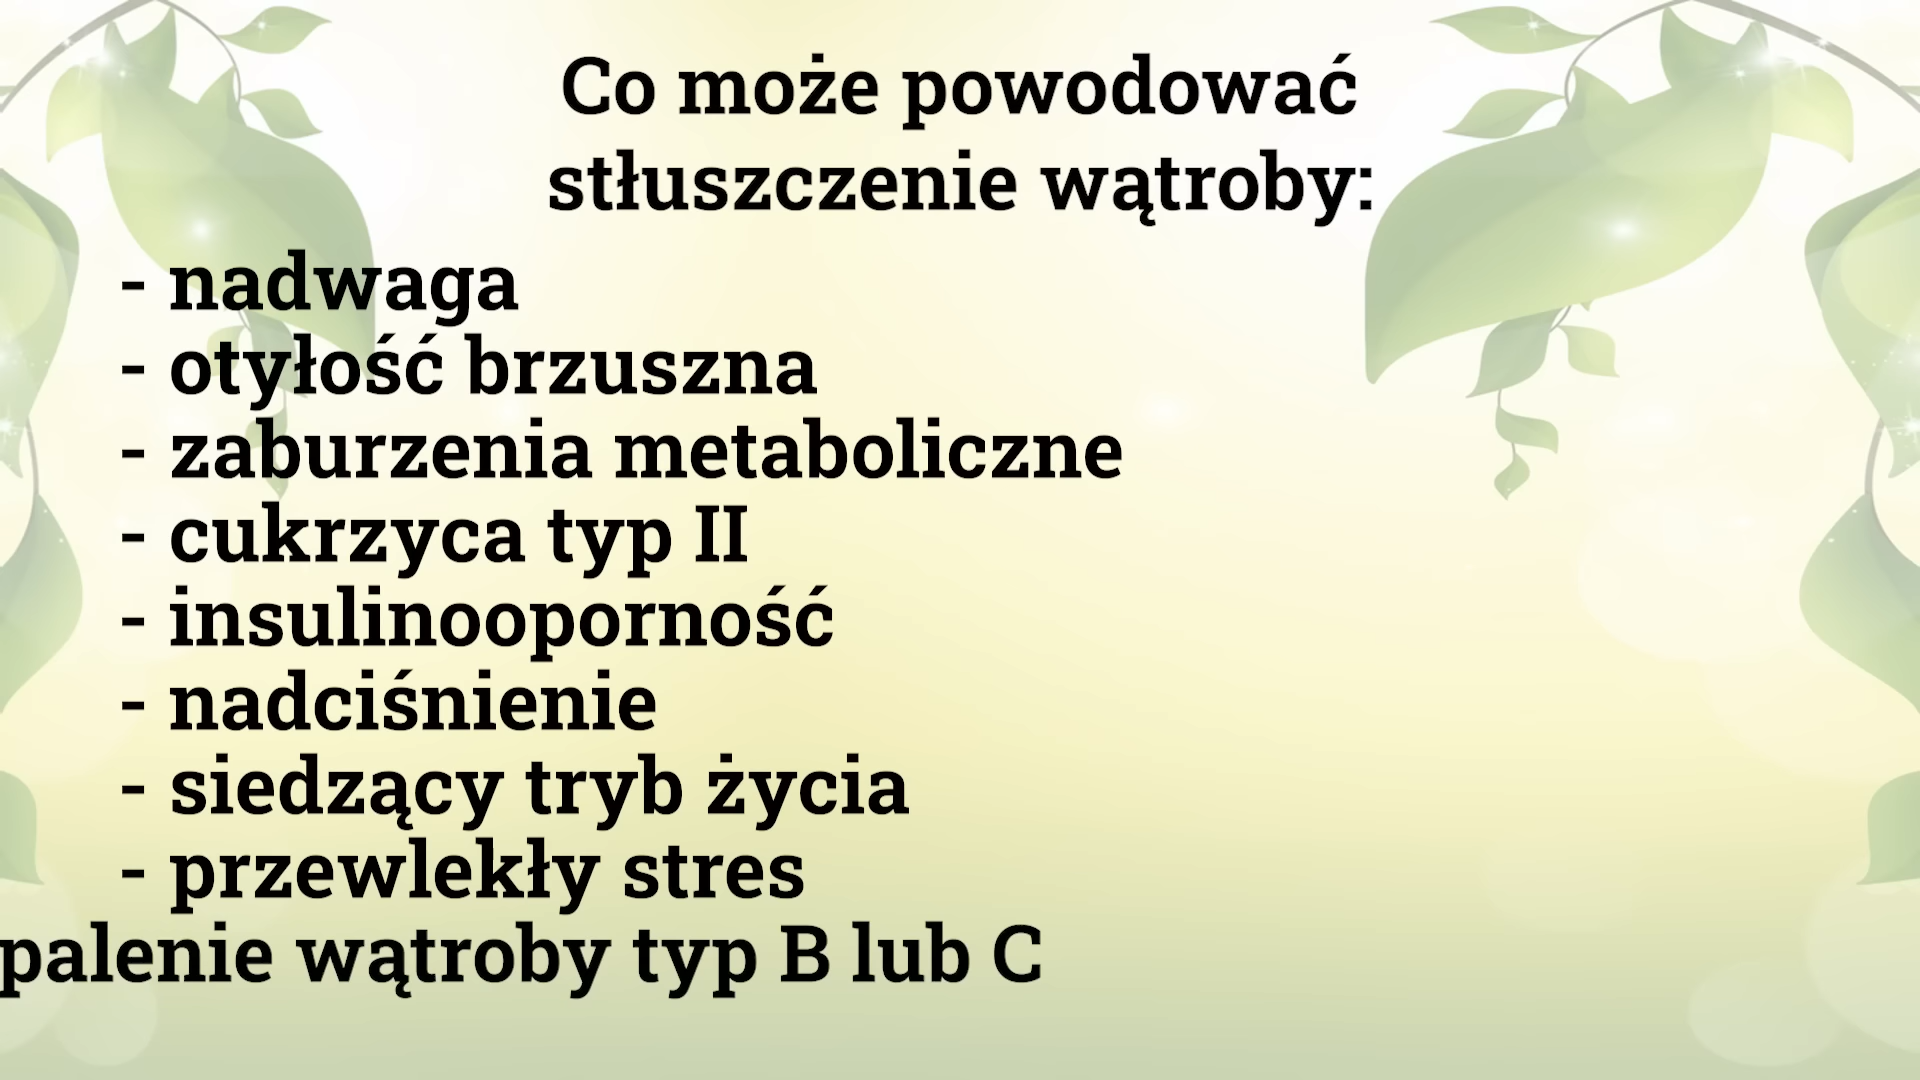 Co może powodować
stłuszczenie wątroby:
- nadwaga
- otyłość brzuszna
- zaburzenia metaboliczne
- cukrzyca typ II
- insulinooporność
- nadciśnienie
- siedzący tryb życia
- przewlekły stres
palenie wątroby typ B lub C